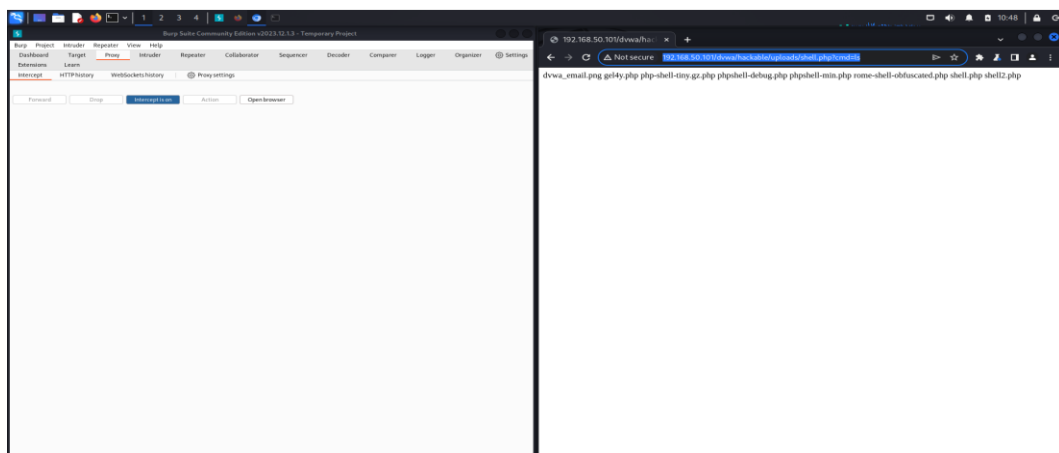 1 2 3 4
10:48
Burp Suite Community Edition v2023.12.1.3 - Temporary Project
Burp Project Intruder Repeater View Help
Dashboard Target Proxy Intruder Repeater Collaborator Sequencer Decoder Comparer Logger Organizer Settings
Extensions Learn
Intercept HTTP history WebSockets history Proxy settings
Forward Drop Intercept is on Action Open browser
192.168.50.101/dvwa/ha
Not secure 192.168.50.101/dvwa/hackable/uploads/shell.php?cmd=ls
dvwa_email.png gel4y.php php-shell-tiny.gz.php phpshell-debug.php phpshell-min.php rome-shell-obfuscated.php shell.php shell2.php